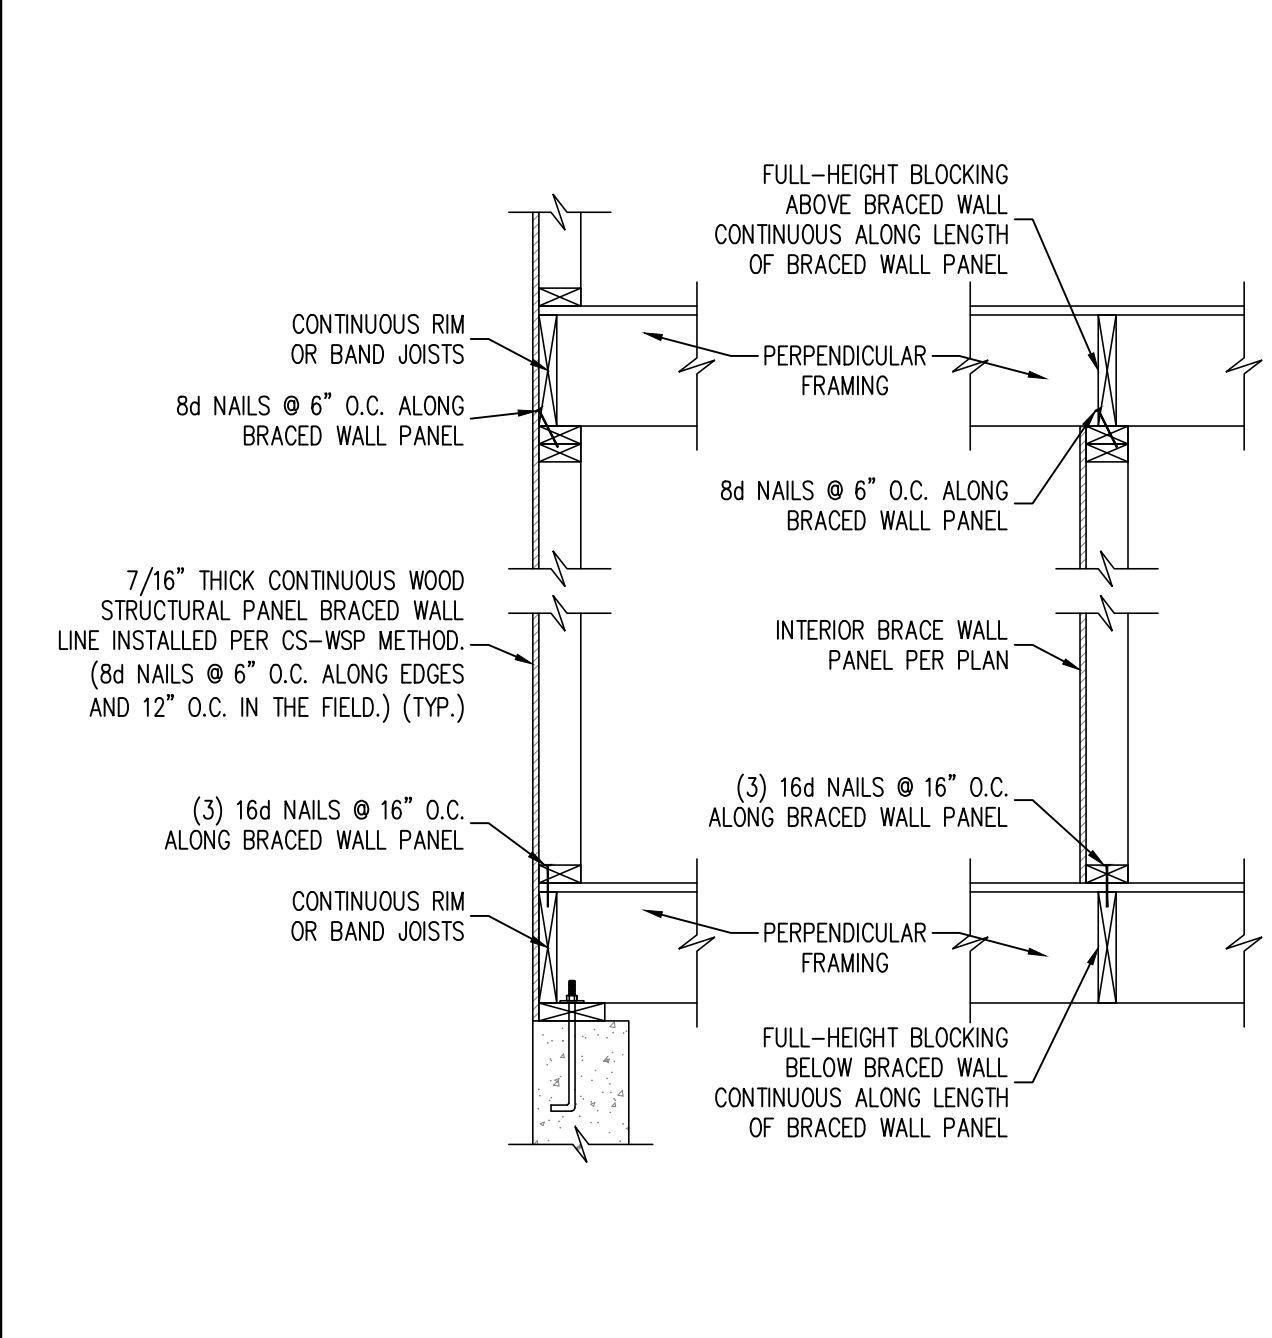 FULL-HEIGHT BLOCKING
ABOVE BRACED WALL
CONTINUOUS ALONG LENGTH
OF BRACED WALL PANEL
CONTINUOUS RIM
OR BAND JOISTS
PERPENDICULAR
FRAMING
8d NAILS @ 6" O.C. ALONG
BRACED WALL PANEL
8d NAILS @ 6" O.C. ALONG
BRACED WALL PANEL
7/16" THICK CONTINUOUS WOOD
STRUCTURAL PANEL BRACED WALL
LINE INSTALLED PER CS-WSP METHOD.
(8d NAILS @ 6" O.C. ALONG EDGES
AND 12" O.C. IN THE FIELD.) (TYP.)
INTERIOR BRACE WALL
PANEL PER PLAN
(3) 16d NAILS @ 16" O.C.
ALONG BRACED WALL PANEL
(3) 16d NAILS @ 16" O.C.
ALONG BRACED WALL PANEL
CONTINUOUS RIM
OR BAND JOISTS
PERPENDICULAR
FRAMING
FULL-HEIGHT BLOCKING
BELOW BRACED WALL
CONTINUOUS ALONG LENGTH
OF BRACED WALL PANEL